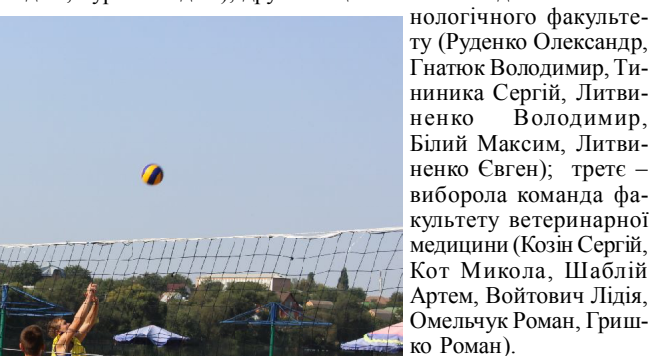 нологічного факульте-
ту (Руденко Олександр,
Гнатюк Володимир, Ти-
ниника Сергій, Литви-
ненко Володимир,
Білий Максим, Литви-
ненко Євген); третє –
виборола команда фа-
культету ветеринарної
медицини (Козін Сергій,
Кот Микола, Шаблій
Артем, Войтович Лідія,
Омельчук Роман, Гриш-
ко Роман).